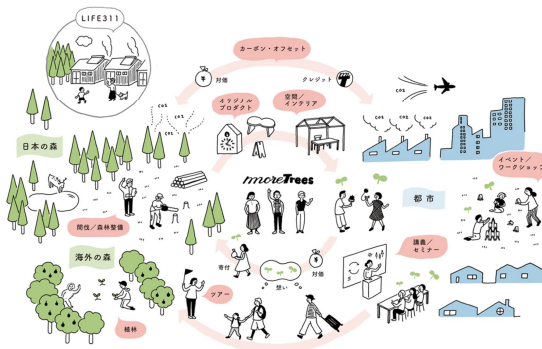 LIFE311
カーボン・オフセット
対価
クレジット
CO2
CO2
CO2
CO2
CO2
CO2
CO2
CO2
オリジナル
プロダクト
空間／
インテリア
日本の森
more Trees
イベント／
ワークショップ
都市
間伐／森林整備
海外の森
講義／
セミナー
寄付
対価
想い
ツアー
植林